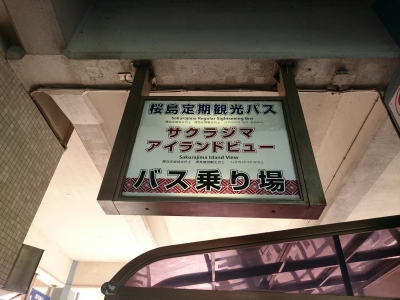 桜島定期観光バス
Sakurajima Regular Sightseeing Bus
サクラジマ
アイランドビュー
Sakurajima Island View
バス乗り場